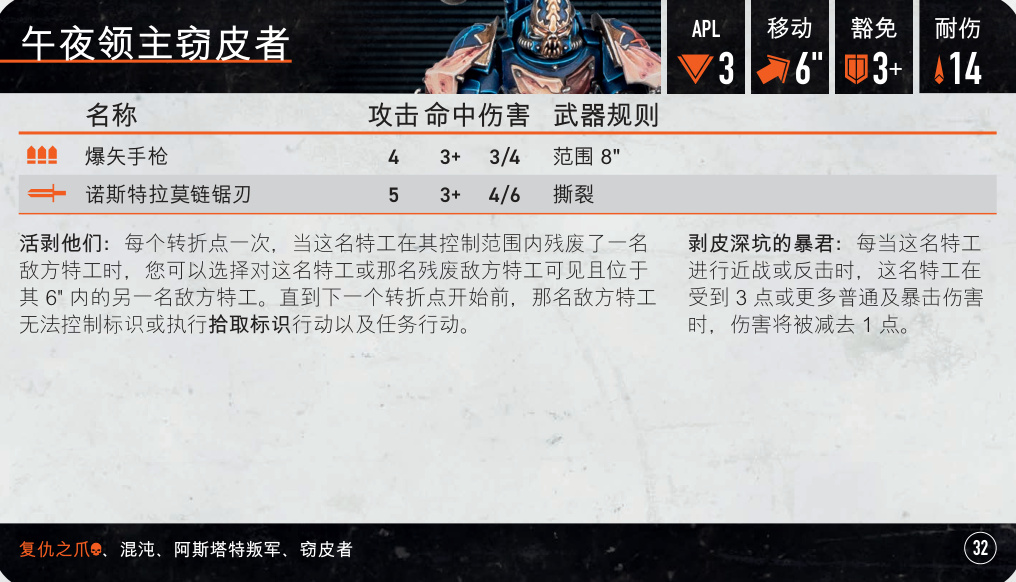 午夜领主窃皮者
APL 移动 豁免 耐伤
3 6" 3+ 14
名称 攻击 命中 伤害 武器规则
爆矢手枪 4 3+ 3/4 范围 8"
诺斯特拉莫链锯刃 5 3+ 4/6 撕裂
活剥他们：每个转折点一次，当这名特工在其控制范围内残废了一名
敌方特工时，您可以选择对这名特工或那名残废敌方特工可见且位于
其 6" 内的另一名敌方特工。直到下一个转折点开始前，那名敌方特工
无法控制标识或执行拾取标识行动以及任务行动。
剥皮深坑的暴君：每当这名特工
进行近战或反击时，这名特工在
受到 3 点或更多普通及暴击伤害
时，伤害将被减去 1 点。
复仇之爪、混沌、阿斯塔特叛军、窃皮者
32